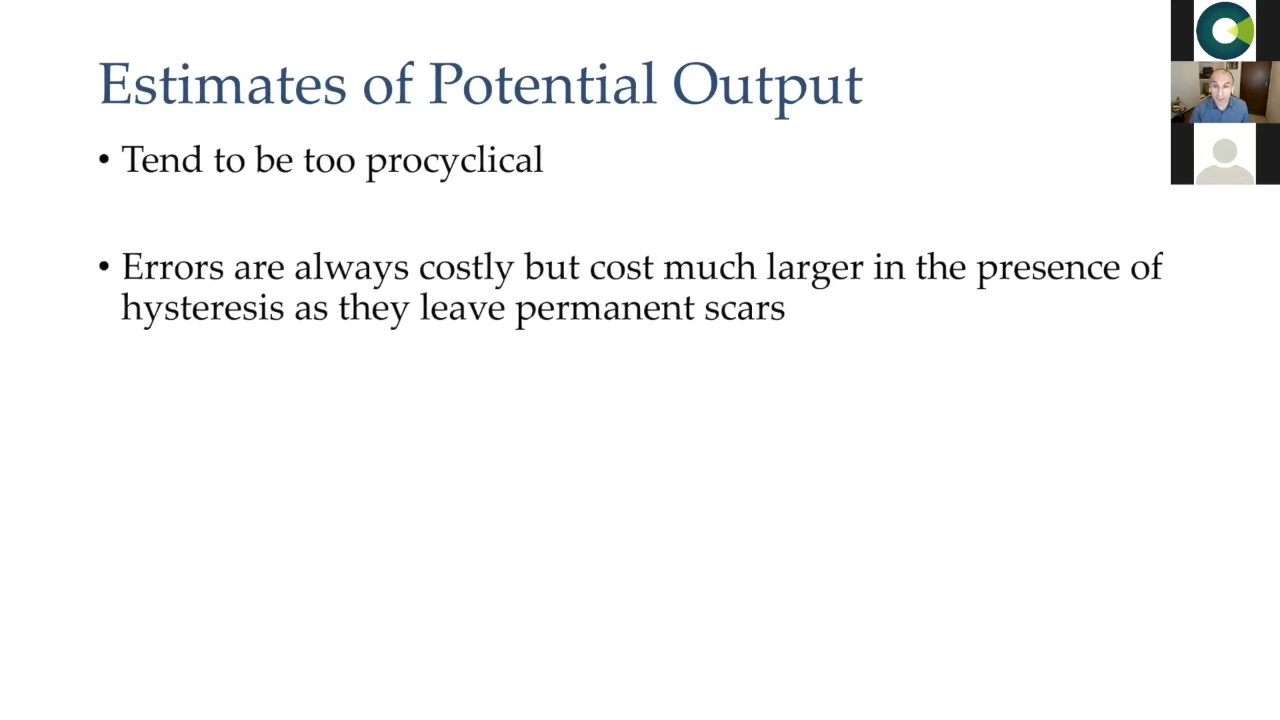 Estimates of Potential Output
• Tend to be too procyclical
• Errors are always costly but cost much larger in the presence of
hysteresis as they leave permanent scars